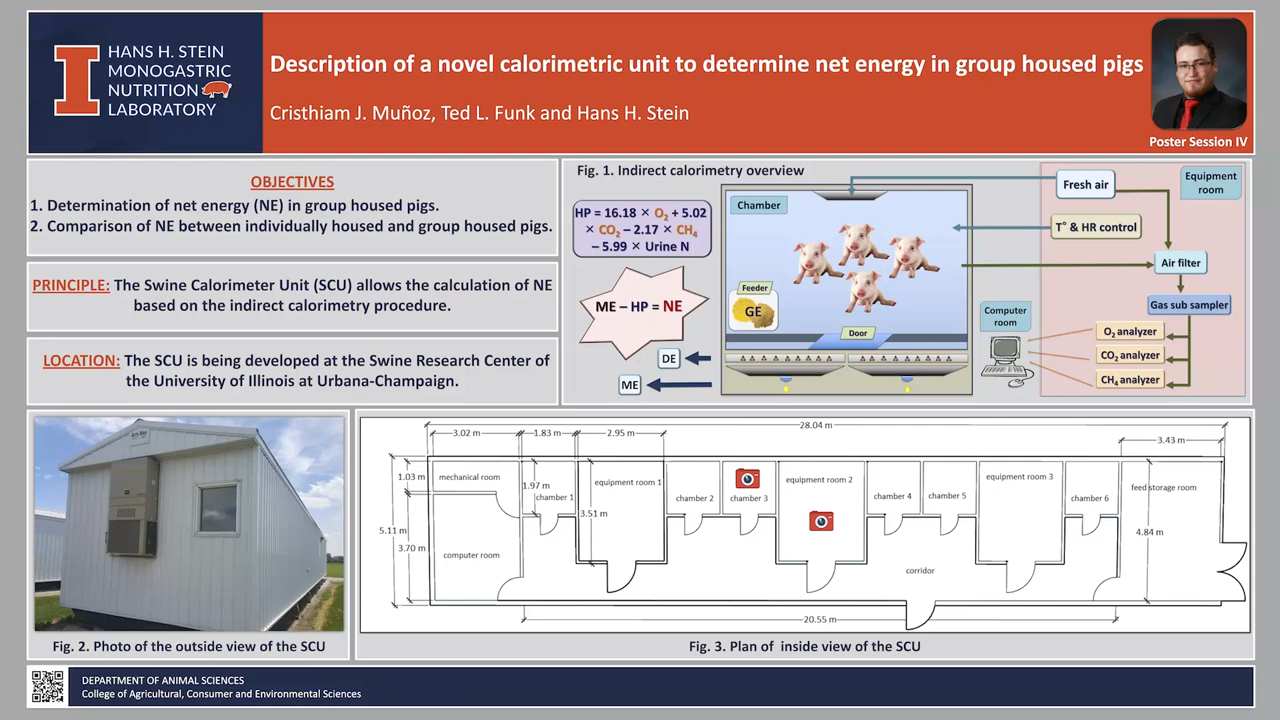 HANS H. STEIN
MONOGASTRIC
NUTRITION
LABORATORY
Description of a novel calorimetric unit to determine net energy in group housed pigs
Cristhiam J. Muñoz, Ted L. Funk and Hans H. Stein
Poster Session IV
OBJECTIVES
1. Determination of net energy (NE) in group housed pigs.
2. Comparison of NE between individually housed and group housed pigs.
PRINCIPLE: The Swine Calorimeter Unit (SCU) allows the calculation of NE
based on the indirect calorimetry procedure.
LOCATION: The SCU is being developed at the Swine Research Center of
the University of Illinois at Urbana-Champaign.
Fig. 1. Indirect calorimetry overview
HP = 16.18 × O2 + 5.02
× CO2 – 2.17 × CH4
– 5.99 × Urine N
ME – HP = NE
DE
ME
Chamber
Feeder
GE
Door
Fresh air
Equipment
room
T° & HR control
Air filter
Gas sub sampler
Computer
room
O2 analyzer
CO2 analyzer
CH4 analyzer
Fig. 2. Photo of the outside view of the SCU
28.04 m
3.02 m
1.83 m
2.95 m
3.43 m
1.03 m
mechanical room
1.97 m
chamber 1
equipment room 1
3.51 m
chamber 2
chamber 3
equipment room 2
chamber 4
chamber 5
equipment room 3
chamber 6
feed storage room
5.11 m
3.70 m
computer room
corridor
4.84 m
20.55 m
Fig. 3. Plan of inside view of the SCU
DEPARTMENT OF ANIMAL SCIENCES
College of Agricultural, Consumer and Environmental Sciences